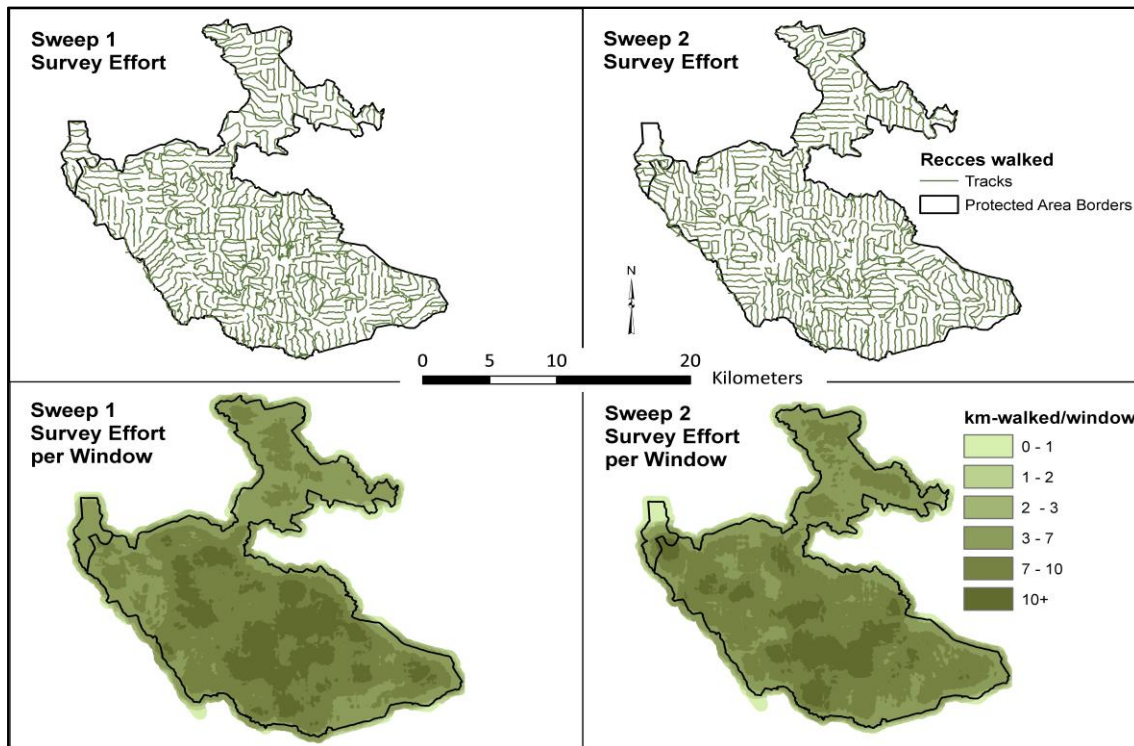 Sweep 1
Survey Effort
Sweep 2
Survey Effort
Recces walked
Tracks
Protected Area Borders
N
0 5 10 20
Kilometers
Sweep 1
Survey Effort
per Window
Sweep 2
Survey Effort
per Window
km-walked/window
0 - 1
1 - 2
2 - 3
3 - 7
7 - 10
10+